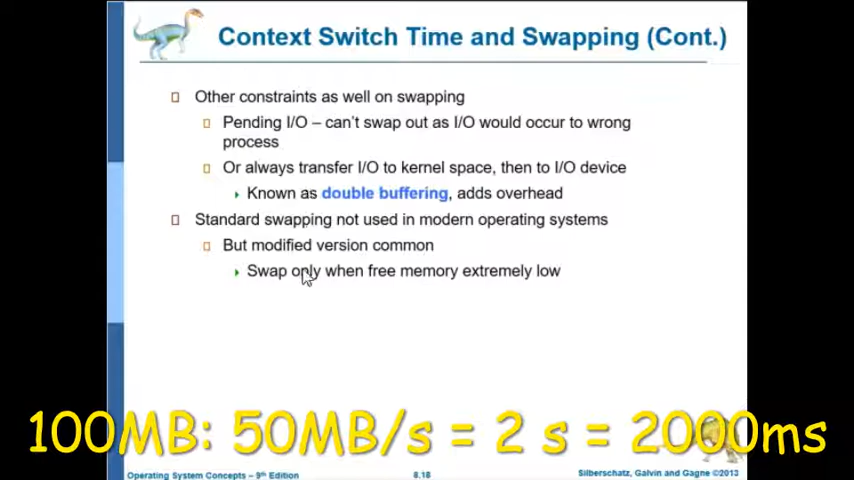 Context Switch Time and Swapping (Cont.)
Other constraints as well on swapping
Pending I/O – can't swap out as I/O would occur to wrong
process
Or always transfer I/O to kernel space, then to I/O device
Known as double buffering, adds overhead
Standard swapping not used in modern operating systems
But modified version common
Swap only when free memory extremely low
100MB: 50MB/s = 2 s = 2000ms
Operating System Concepts – 9th Edition
8.18
Silberschatz, Galvin and Gagne ©2013